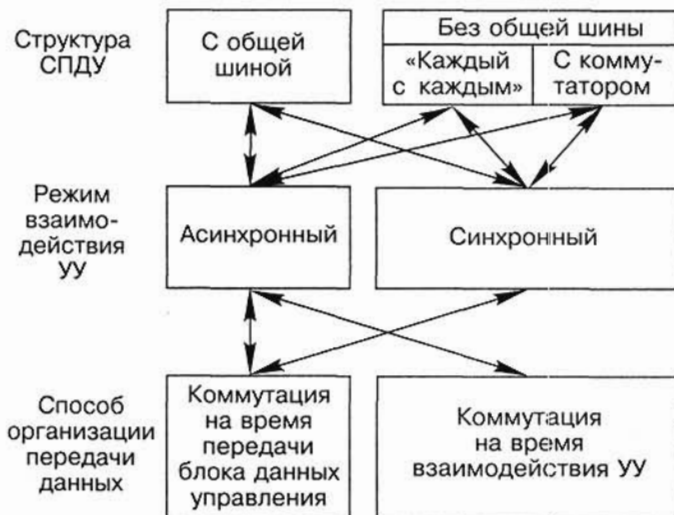 Структура
СПДУ
С общей
шиной
Без общей шины
«Каждый
с каждым»
С комму-
татором
Режим
взаимо-
действия
УУ
Асинхронный
Синхронный
Способ
организации
передачи
данных
Коммутация
на время
передачи
блока данных
управления
Коммутация
на время
взаимодействия УУ